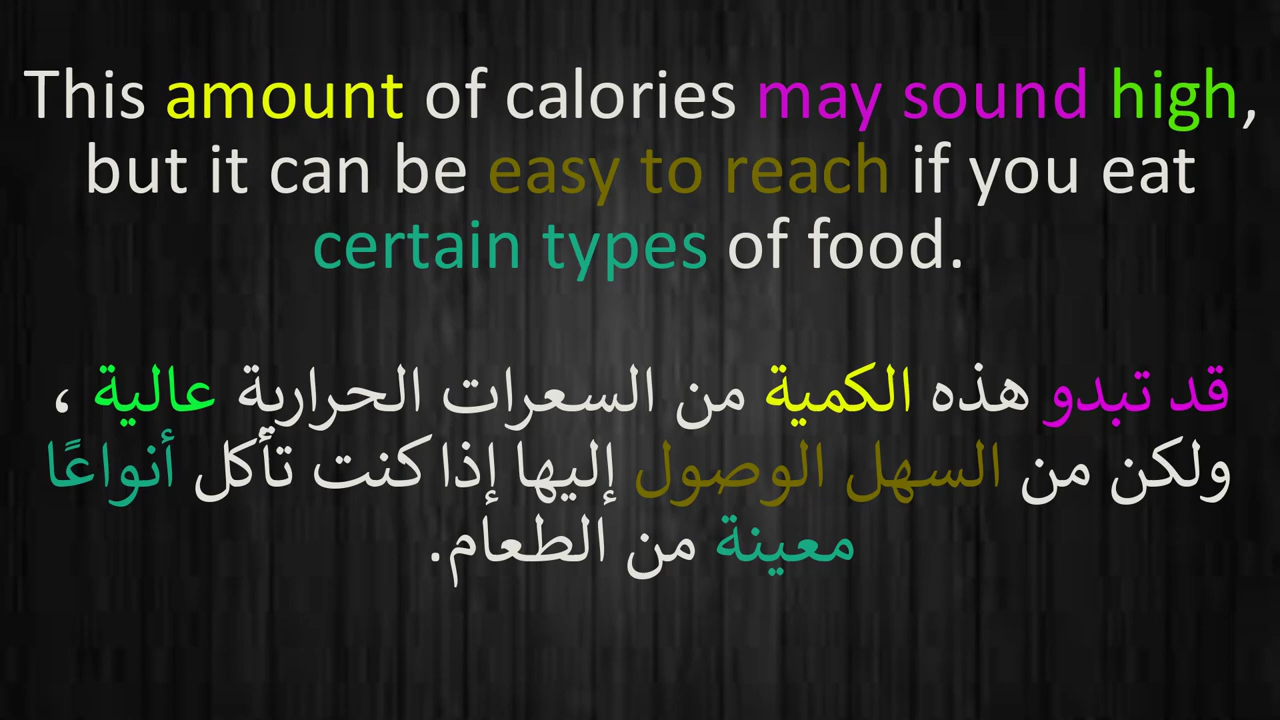 This amount of calories may sound high,
but it can be easy to reach if you eat
certain types of food.
قد تبدو هذه الكمية من السعرات الحرارية عالية ،
ولكن من السهل الوصول إليها إذا كنت تأكل أنواعًا
معينة من الطعام.